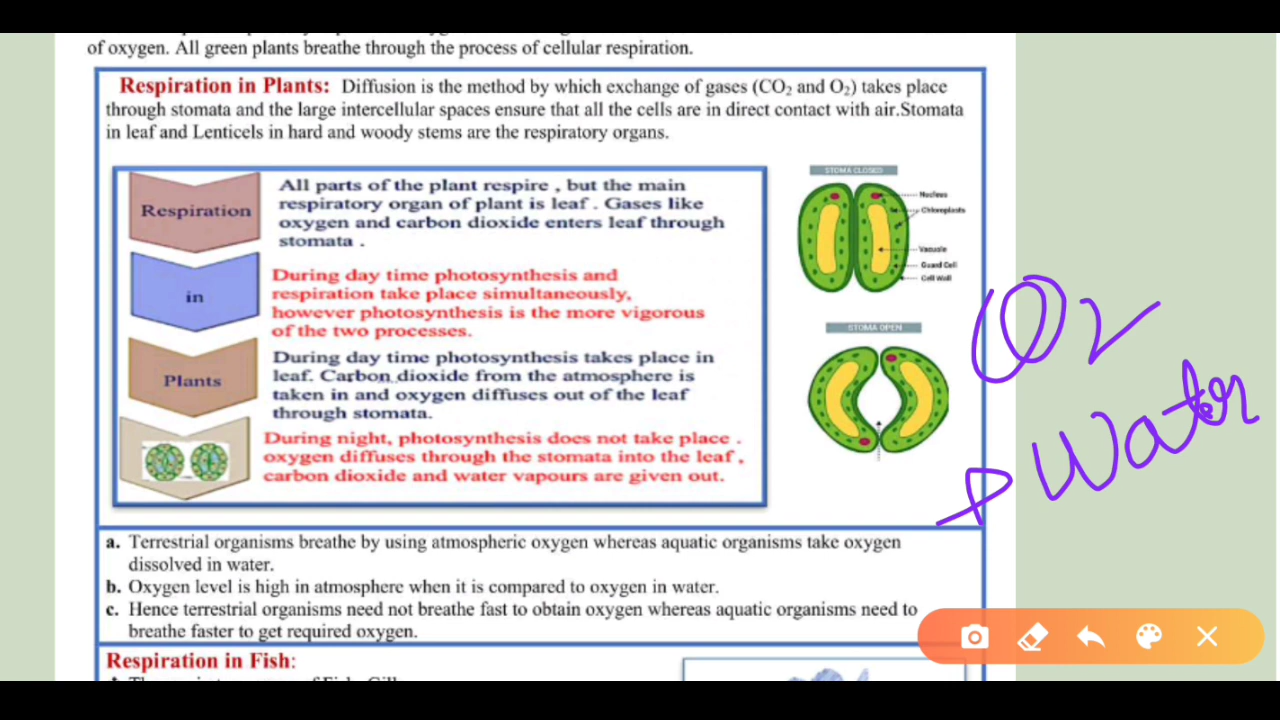 of oxygen. All green plants breathe through the process of cellular respiration.
Respiration in Plants: Diffusion is the method by which exchange of gases (CO₂ and O₂) takes place
through stomata and the large intercellular spaces ensure that all the cells are in direct contact with air.Stomata
in leaf and Lenticels in hard and woody stems are the respiratory organs.
Respiration
in
Plants
All parts of the plant respire , but the main
respiratory organ of plant is leaf . Gases like
oxygen and carbon dioxide enters leaf through
stomata .
During day time photosynthesis and
respiration take place simultaneously,
however photosynthesis is the more vigorous
of the two processes.
During day time photosynthesis takes place in
leaf. Carbon dioxide from the atmosphere is
taken in and oxygen diffuses out of the leaf
through stomata.
During night, photosynthesis does not take place .
oxygen diffuses through the stomata into the leaf ,
carbon dioxide and water vapours are given out.
STOMA CLOSED
Nucleus
Chloroplasts
Vacuole
Guard Cell
Cell Wall
STOMA OPEN
O2
Water
a. Terrestrial organisms breathe by using atmospheric oxygen whereas aquatic organisms take oxygen
dissolved in water.
b. Oxygen level is high in atmosphere when it is compared to oxygen in water.
c. Hence terrestrial organisms need not breathe fast to obtain oxygen whereas aquatic organisms need to
breathe faster to get required oxygen.
Respiration in Fish: